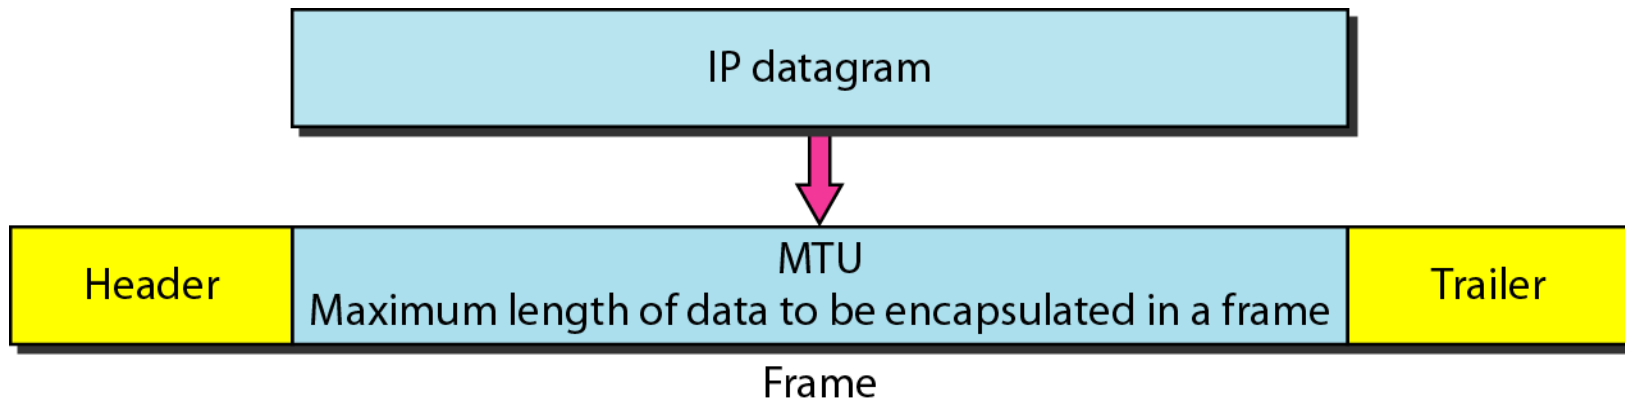 IP datagram
Header
MTU
Maximum length of data to be encapsulated in a frame
Trailer
Frame